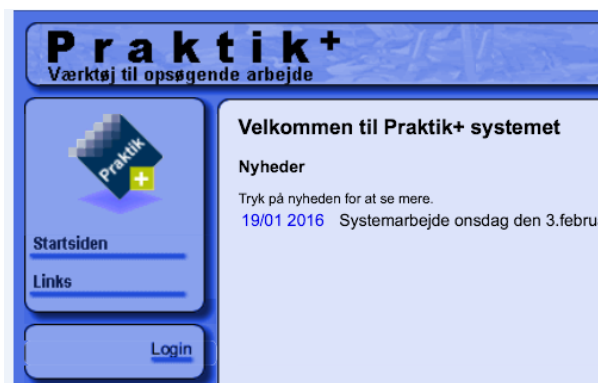 Praktik+
Værktøj til opsøgende arbejde
Praktik
Startsiden
Links
Login
Velkommen til Praktik+ systemet
Nyheder
Tryk på nyheden for at se mere.
19/01 2016 Systemarbejde onsdag den 3.febru